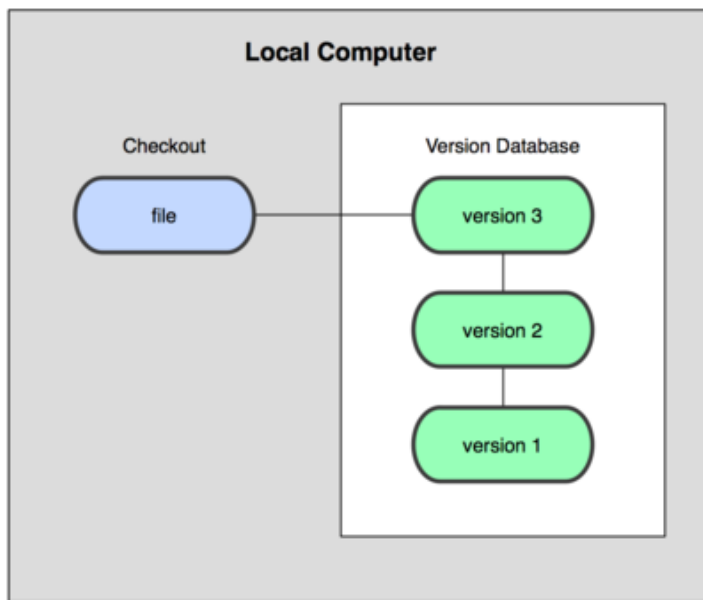 Local Computer
Checkout
Version Database
file
version 3
version 2
version 1